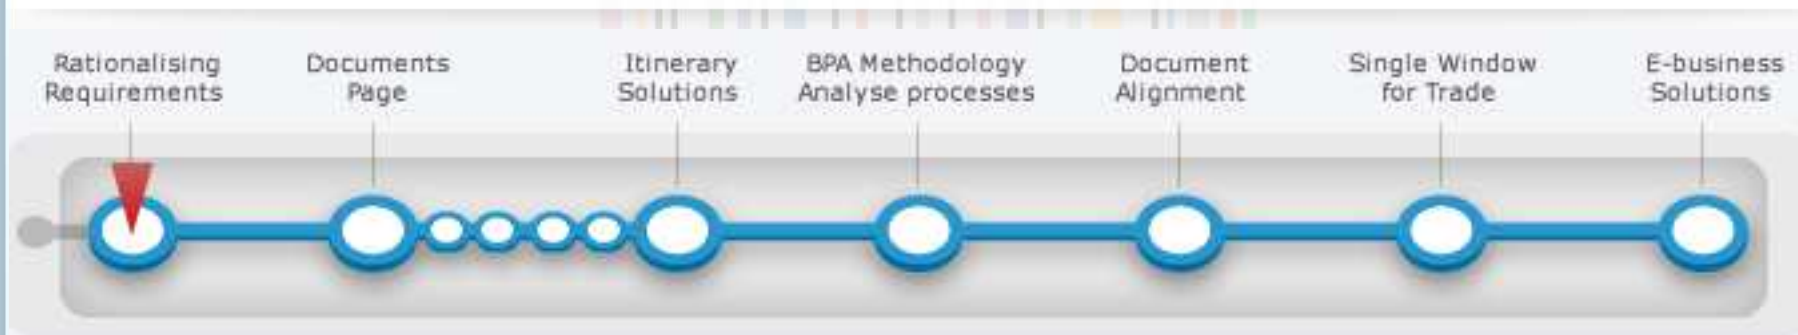 Rationalising
Requirements
Documents
Page
Itinerary
Solutions
BPA Methodology
Analyse processes
Document
Alignment
Single Window
for Trade
E-business
Solutions